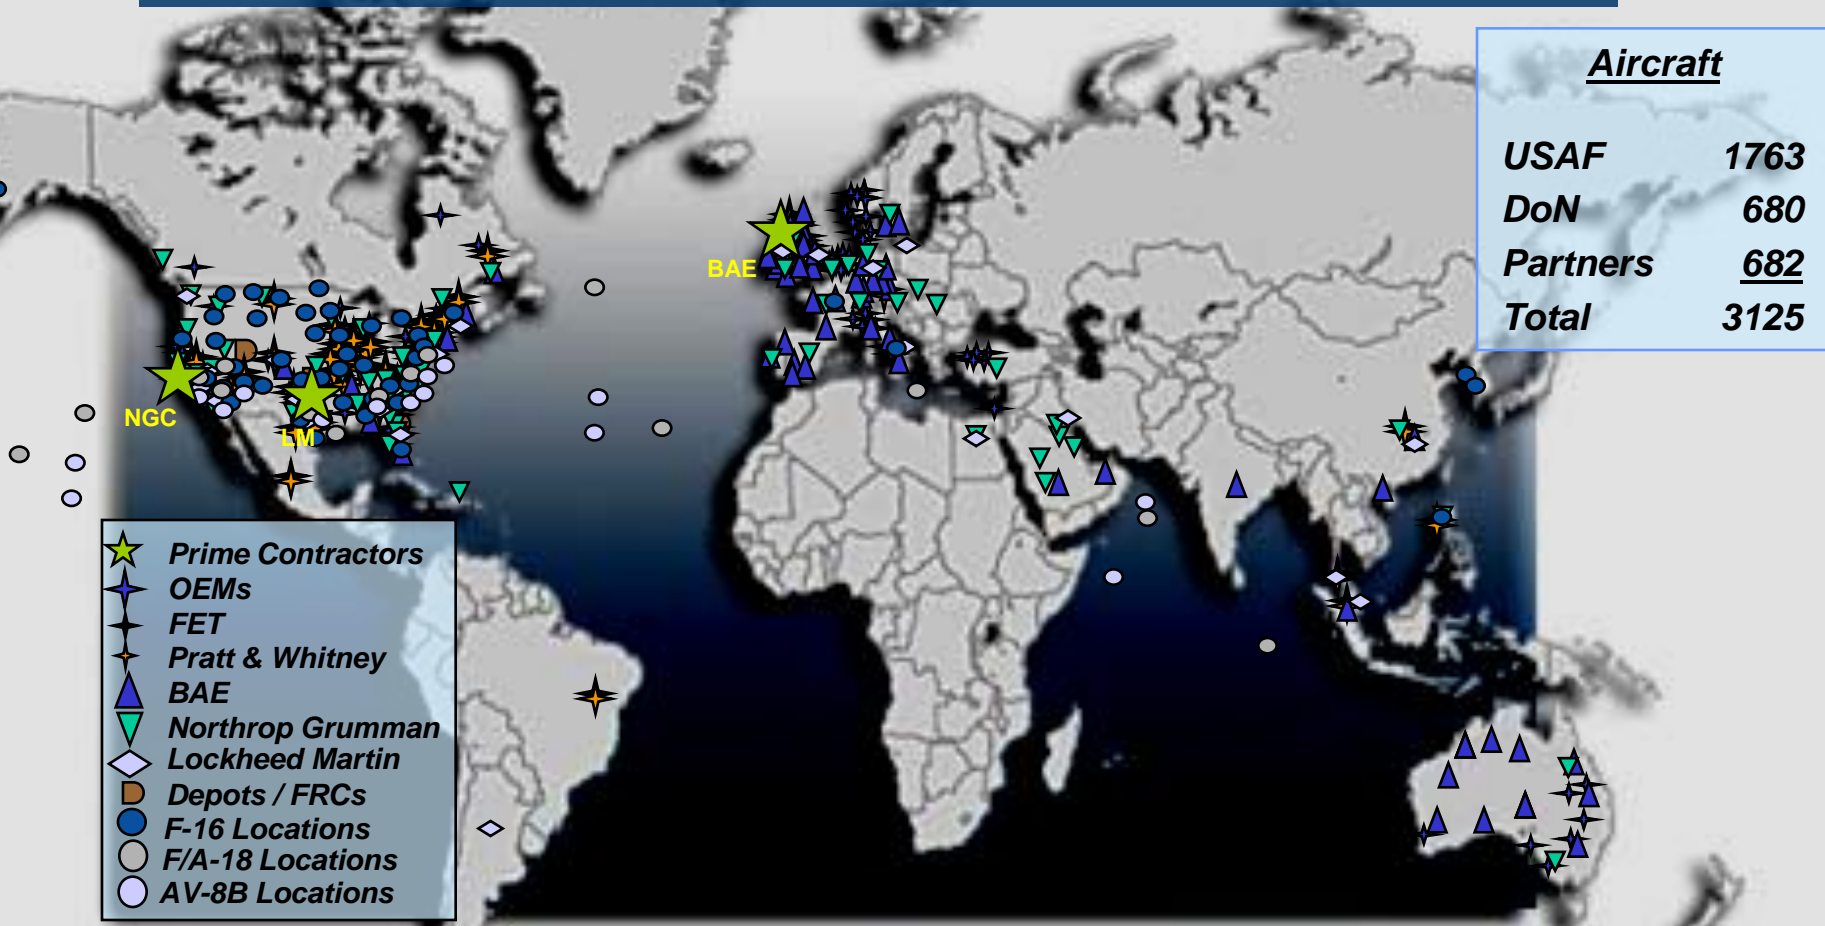 Aircraft
USAF 1763
DoN 680
Partners 682
Total 3125
BAE
NGC
LM
Prime Contractors
OEMs
FET
Pratt & Whitney
BAE
Northrop Grumman
Lockheed Martin
Depots / FRCs
F-16 Locations
F/A-18 Locations
AV-8B Locations